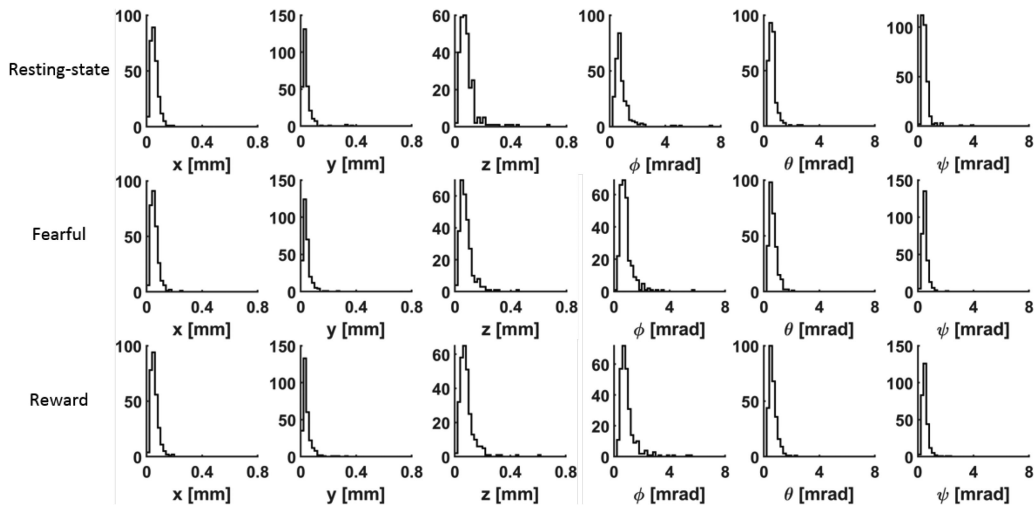 100 150 60 100 100 100
Resting-state
50 100 50 40 20 50 50 50
0 0 0 0 0 0
0 0.4 0.8 0 0.4 0.8 0 0.4 0.8 0 4 8 0 4 8 0 4 8
x [mm] y [mm] z [mm] ϕ [mrad] θ [mrad] ψ [mrad]
100 150 60 60 100 150
Fearful
50 100 50 40 20 40 20 50 100 50
0 0 0 0 0 0
0 0.4 0.8 0 0.4 0.8 0 0.4 0.8 0 4 8 0 4 8 0 4 8
x [mm] y [mm] z [mm] ϕ [mrad] θ [mrad] ψ [mrad]
100 150 60 60 100 150
Reward
50 100 50 40 20 40 20 50 100 50
0 0 0 0 0 0
0 0.4 0.8 0 0.4 0.8 0 0.4 0.8 0 4 8 0 4 8 0 4 8
x [mm] y [mm] z [mm] ϕ [mrad] θ [mrad] ψ [mrad]